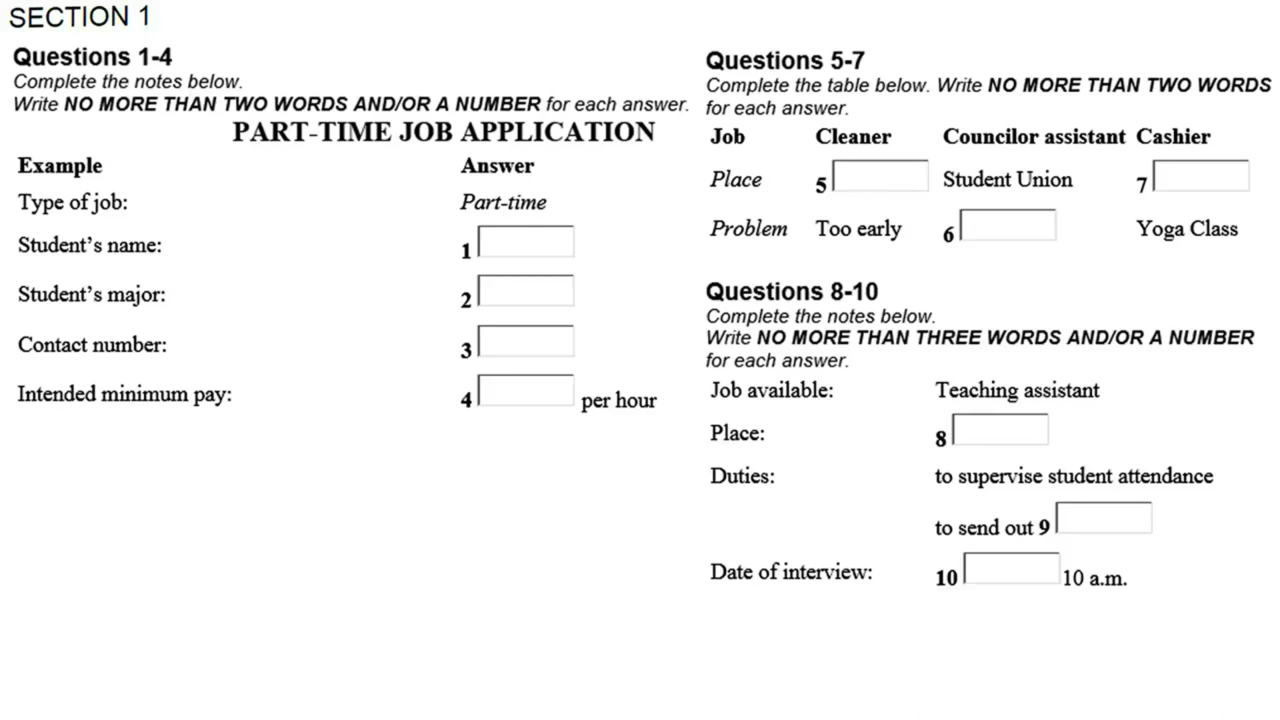 SECTION 1
Questions 1-4
Complete the notes below.
Write NO MORE THAN TWO WORDS AND/OR A NUMBER for each answer.
PART-TIME JOB APPLICATION
Example Answer
Type of job: Part-time
Student's name: 1
Student's major: 2
Contact number: 3
Intended minimum pay: 4 per hour
Questions 5-7
Complete the table below. Write NO MORE THAN TWO WORDS
for each answer.
Job Cleaner Councilor assistant Cashier
Place 5 Student Union 7
Problem Too early 6 Yoga Class
Questions 8-10
Complete the notes below.
Write NO MORE THAN THREE WORDS AND/OR A NUMBER
for each answer.
Job available: Teaching assistant
Place: 8
Duties: to supervise student attendance
to send out 9
Date of interview: 10 10 a.m.